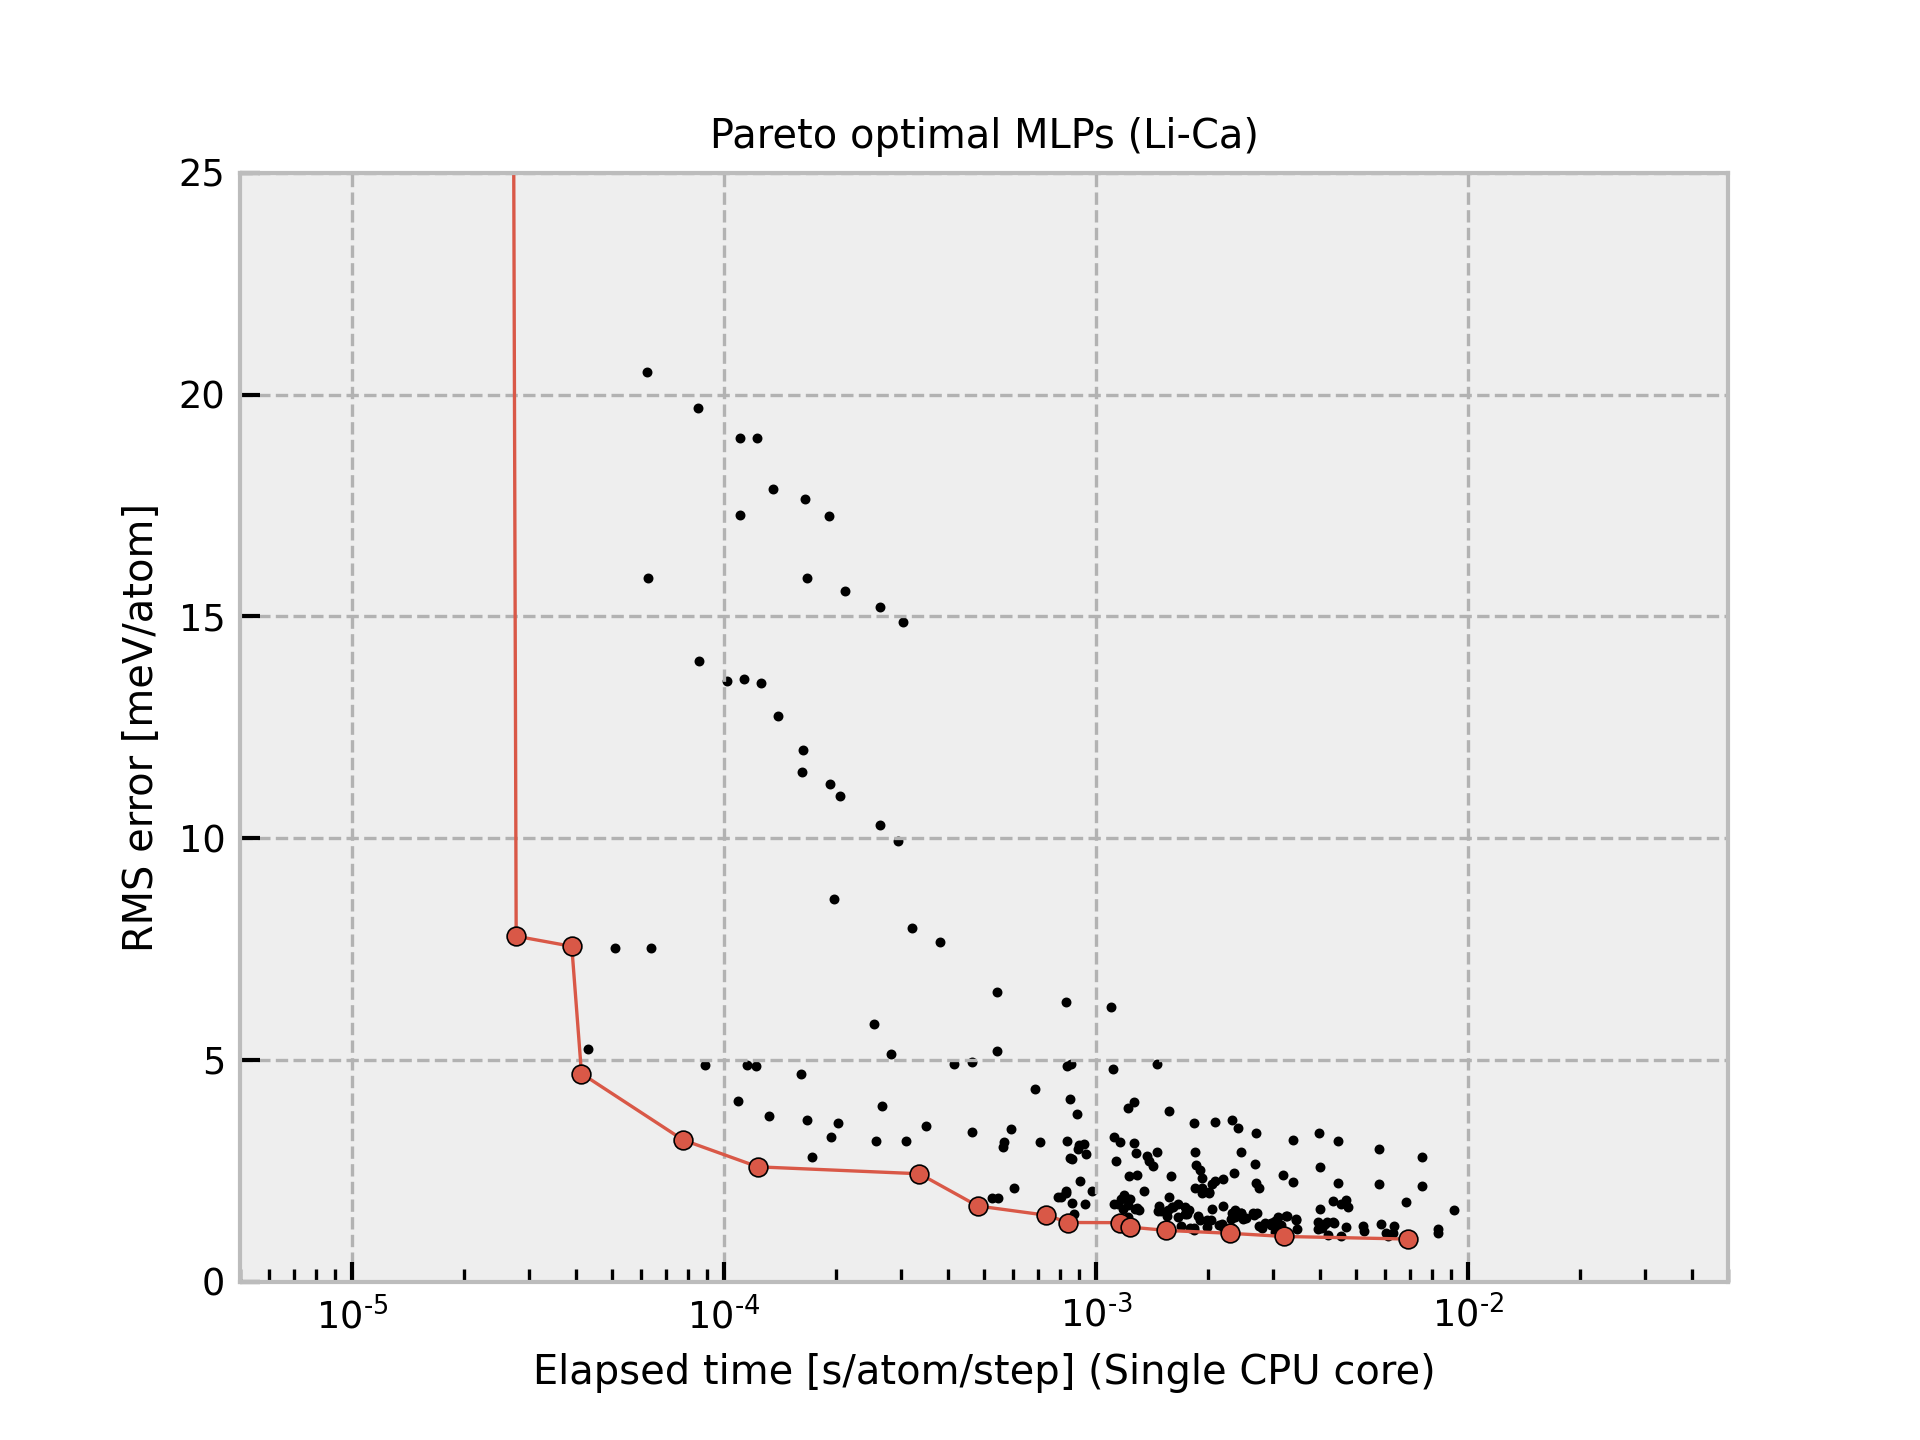 Pareto optimal MLPs (Li-Ca)
25
20
15
10
5
0
RMS error [meV/atom]
10^-5 10^-4 10^-3 10^-2
Elapsed time [s/atom/step] (Single CPU core)